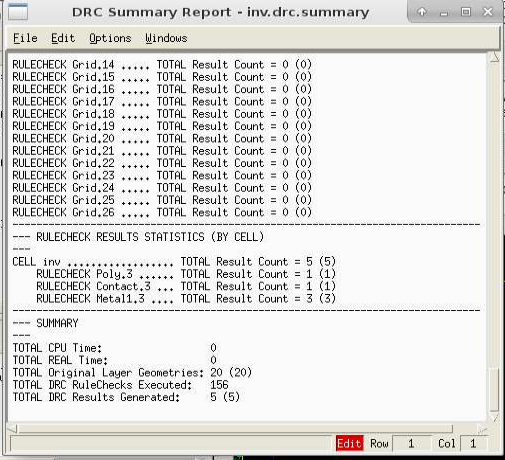 DRC Summary Report - inv.drc.summary
File Edit Options Windows
RULECHECK Grid.14 ..... TOTAL Result Count = 0 (0)
RULECHECK Grid.15 ..... TOTAL Result Count = 0 (0)
RULECHECK Grid.16 ..... TOTAL Result Count = 0 (0)
RULECHECK Grid.17 ..... TOTAL Result Count = 0 (0)
RULECHECK Grid.18 ..... TOTAL Result Count = 0 (0)
RULECHECK Grid.19 ..... TOTAL Result Count = 0 (0)
RULECHECK Grid.20 ..... TOTAL Result Count = 0 (0)
RULECHECK Grid.21 ..... TOTAL Result Count = 0 (0)
RULECHECK Grid.22 ..... TOTAL Result Count = 0 (0)
RULECHECK Grid.23 ..... TOTAL Result Count = 0 (0)
RULECHECK Grid.24 ..... TOTAL Result Count = 0 (0)
RULECHECK Grid.25 ..... TOTAL Result Count = 0 (0)
RULECHECK Grid.26 ..... TOTAL Result Count = 0 (0)
----------------------------------------------------------------------------------
--- RULECHECK RESULTS STATISTICS (BY CELL)
---
CELL inv ................. TOTAL Result Count = 5 (5)
RULECHECK Poly.3 ...... TOTAL Result Count = 1 (1)
RULECHECK Contact.3 ... TOTAL Result Count = 1 (1)
RULECHECK Metal1.3 .... TOTAL Result Count = 3 (3)
----------------------------------------------------------------------------------
--- SUMMARY
---
TOTAL CPU Time: 0
TOTAL REAL Time: 0
TOTAL Original Layer Geometries: 20 (20)
TOTAL DRC RuleChecks Executed: 156
TOTAL DRC Results Generated: 5 (5)
Edit Row 1 Col 1